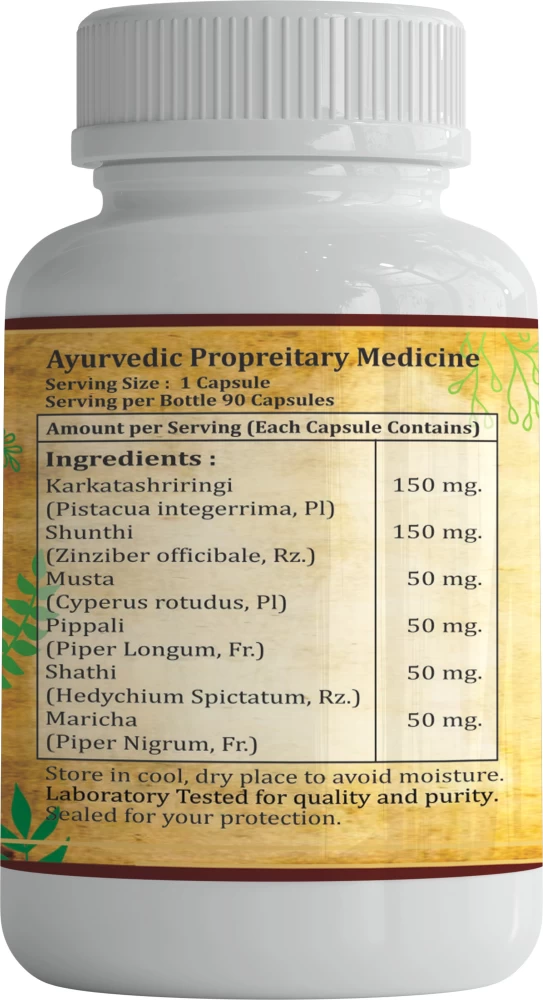 Ayurvedic Propreitary Medicine
Serving Size : 1 Capsule
Serving per Bottle 90 Capsules
Amount per Serving (Each Capsule Contains)
Ingredients :
Karkatashriringi 150 mg.
(Pistacua integerrima, Pl)
Shunthi 150 mg.
(Zinziber officibale, Rz.)
Musta 50 mg.
(Cyperus rotudus, Pl)
Pippali 50 mg.
(Piper Longum, Fr.)
Shathi 50 mg.
(Hedychium Spictatum, Rz.)
Maricha 50 mg.
(Piper Nigrum, Fr.)
Store in cool, dry place to avoid moisture.
Laboratory Tested for quality and purity.
Sealed for your protection.